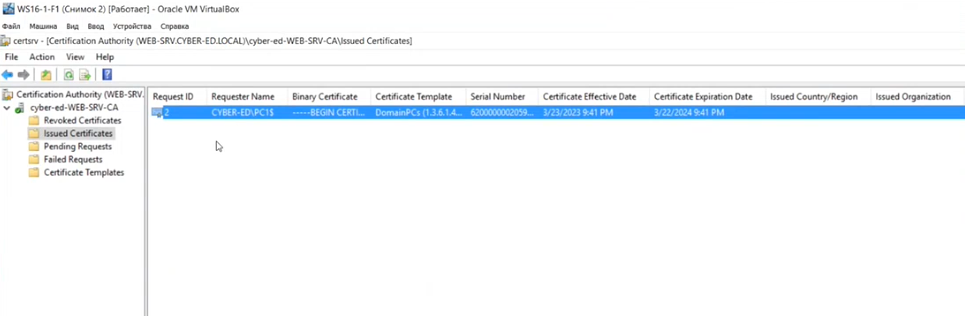 WS16-1-F1 (Снимок 2) [Работает] - Oracle VM VirtualBox
Файл Машина Вид Ввод Устройства Справка
certsrv - [Certification Authority (WEB-SRV.CYBER-ED.LOCAL)\cyber-ed-WEB-SRV-CA\Issued Certificates]
File Action View Help
Certification Authority (WEB-SRV.
cyber-ed-WEB-SRV-CA
Revoked Certificates
Issued Certificates
Pending Requests
Failed Requests
Certificate Templates
Request ID Requester Name Binary Certificate Certificate Template Serial Number Certificate Effective Date Certificate Expiration Date Issued Country/Region Issued Organization
2 CYBER-ED\PC1$ -----BEGIN CERTI... DomainPCs (1.3.6.1.4... 6200000002059... 3/23/2023 9:41 PM 3/22/2024 9:41 PM